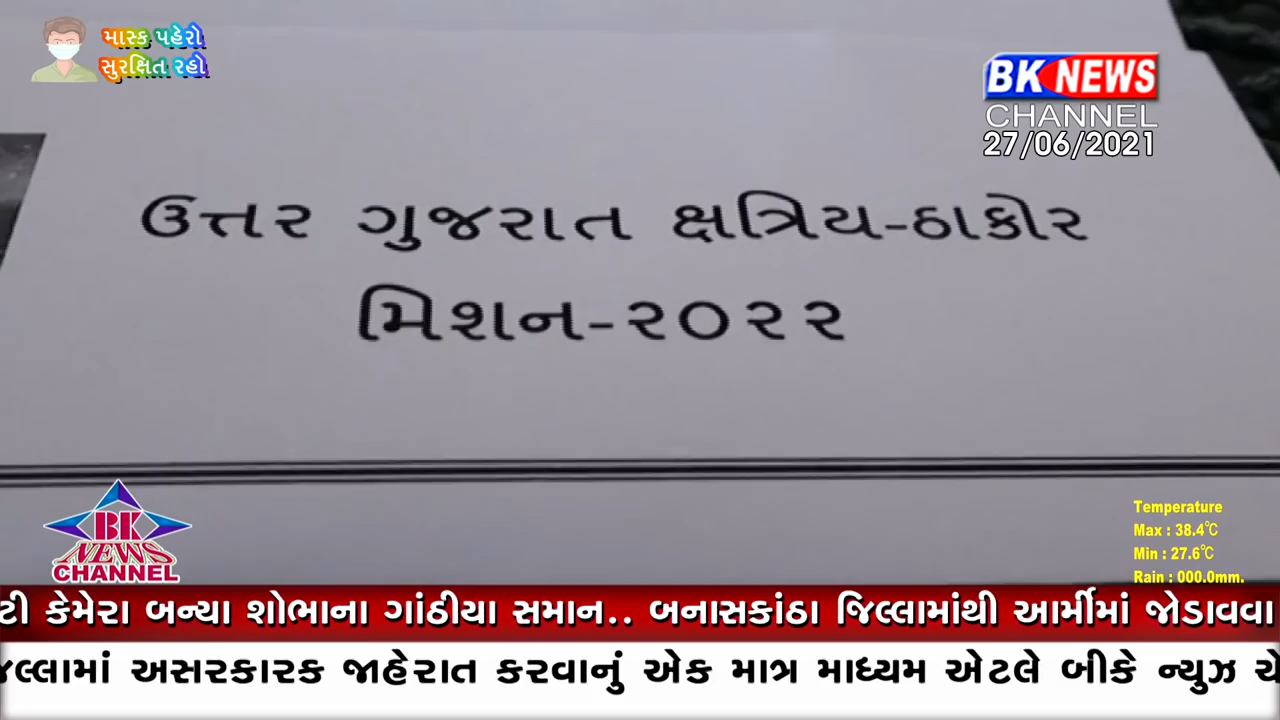 માસ્ક પહેરો
સુરક્ષિત રહો
BK NEWS
CHANNEL
27/06/2021
ઉત્તર ગુજરાત ક્ષત્રિય-ઠાકોર
મિશન-૨૦૨૨
BK
NEWS
CHANNEL
Temperature
Max : 38.4℃
Min : 27.6℃
Rain : 000.0mm.
ટી કેમેરા બન્યા શોભાના ગાંઠીયા સમાન.. બનાસકાંઠા જિલ્લામાંથી આર્મીમાં જોડાવવા
અસરકારક જાહેરાત કરવાનું એક માત્ર માધ્યમ એટલે બીકે ન્યુઝ